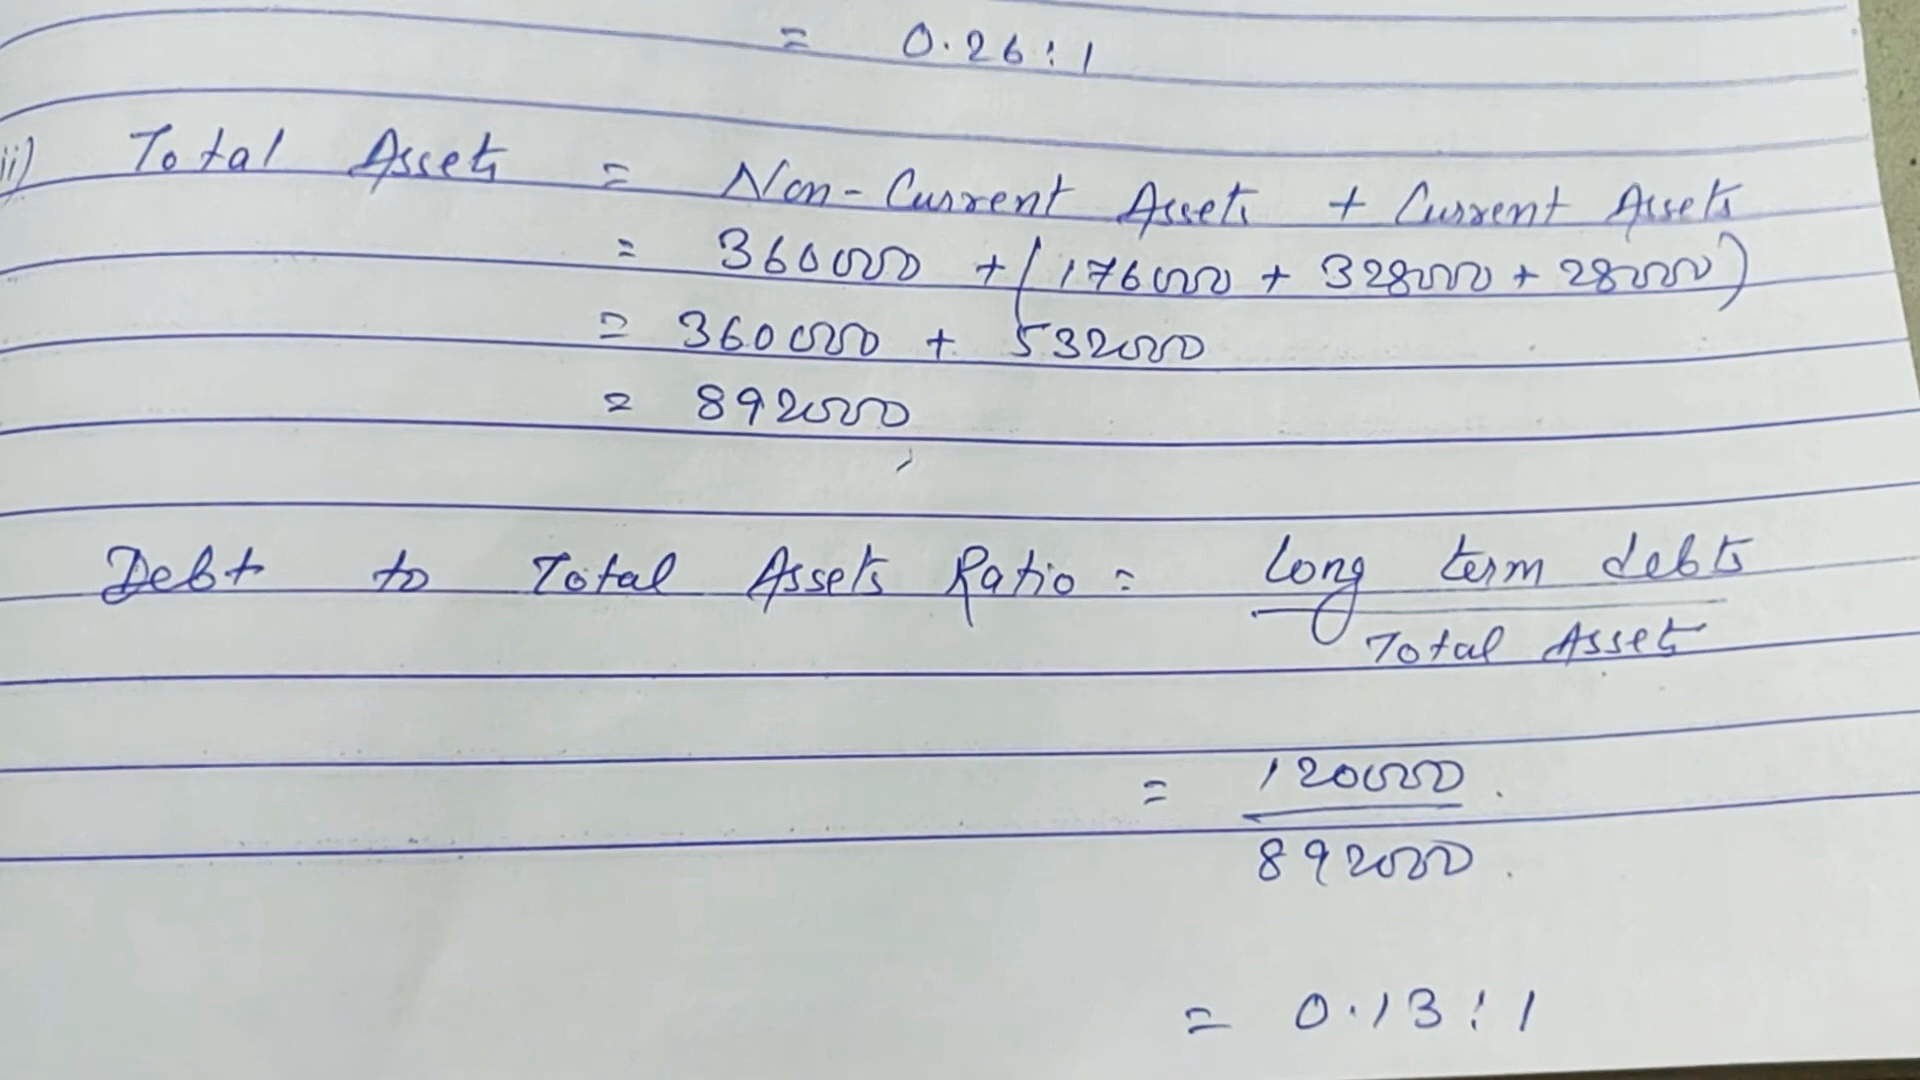 = 0.26 : 1
ii) Total Assets = Non-Current Assets + Current Assets
= 360000 + (176000 + 328000 + 28000)
= 360000 + 532000
= 892000
Debt to Total Assets Ratio = Long term debts
Total Assets
= 120000
892000
= 0.13 : 1